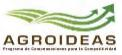 AGROIDEAS
Programa de Compensaciones para la Competitividad